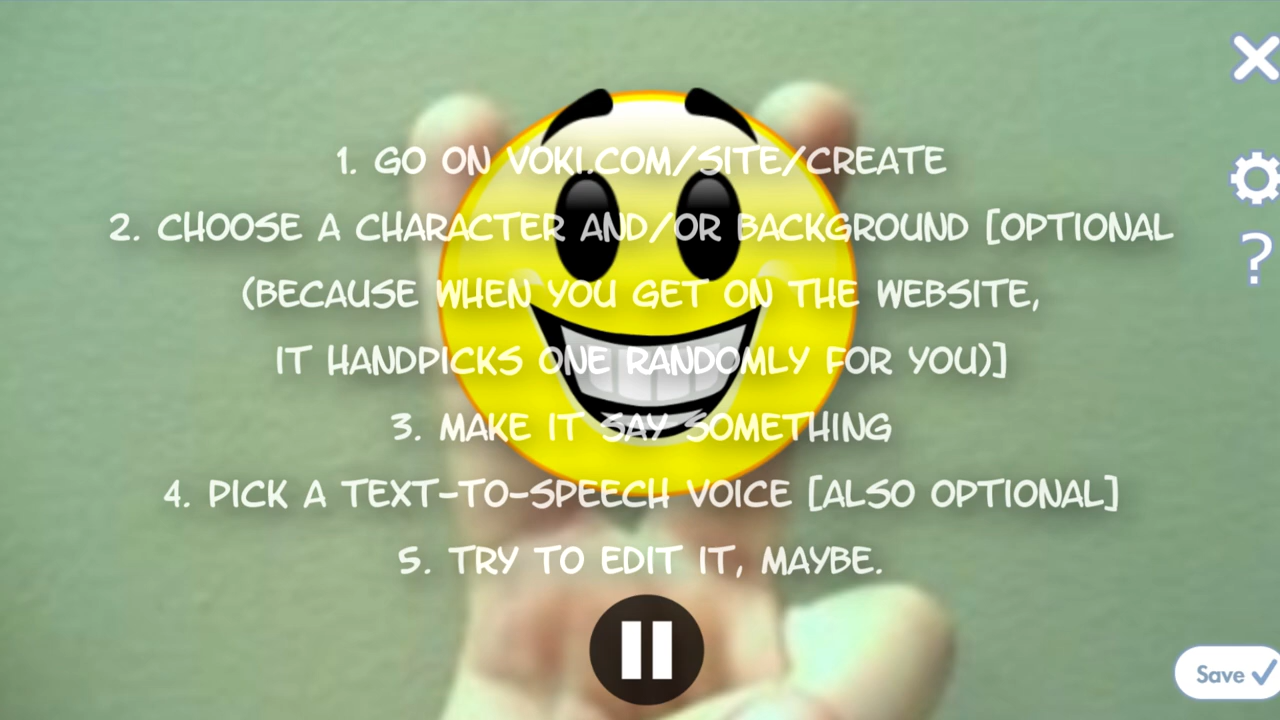 1. GO ON VOKI.COM/SITE/CREATE
2. CHOOSE A CHARACTER AND/OR BACKGROUND [OPTIONAL
(BECAUSE WHEN YOU GET ON THE WEBSITE,
IT HANDPICKS ONE RANDOMLY FOR YOU)]
3. MAKE IT SAY SOMETHING
4. PICK A TEXT-TO-SPEECH VOICE [ALSO OPTIONAL]
5. TRY TO EDIT IT, MAYBE.
?
Save